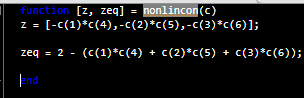 function [z, zeq] = nonlincon(c)
z = [-c(1)*c(4),-c(2)*c(5),-c(3)*c(6)];
zeq = 2 - (c(1)*c(4) + c(2)*c(5) + c(3)*c(6));
end